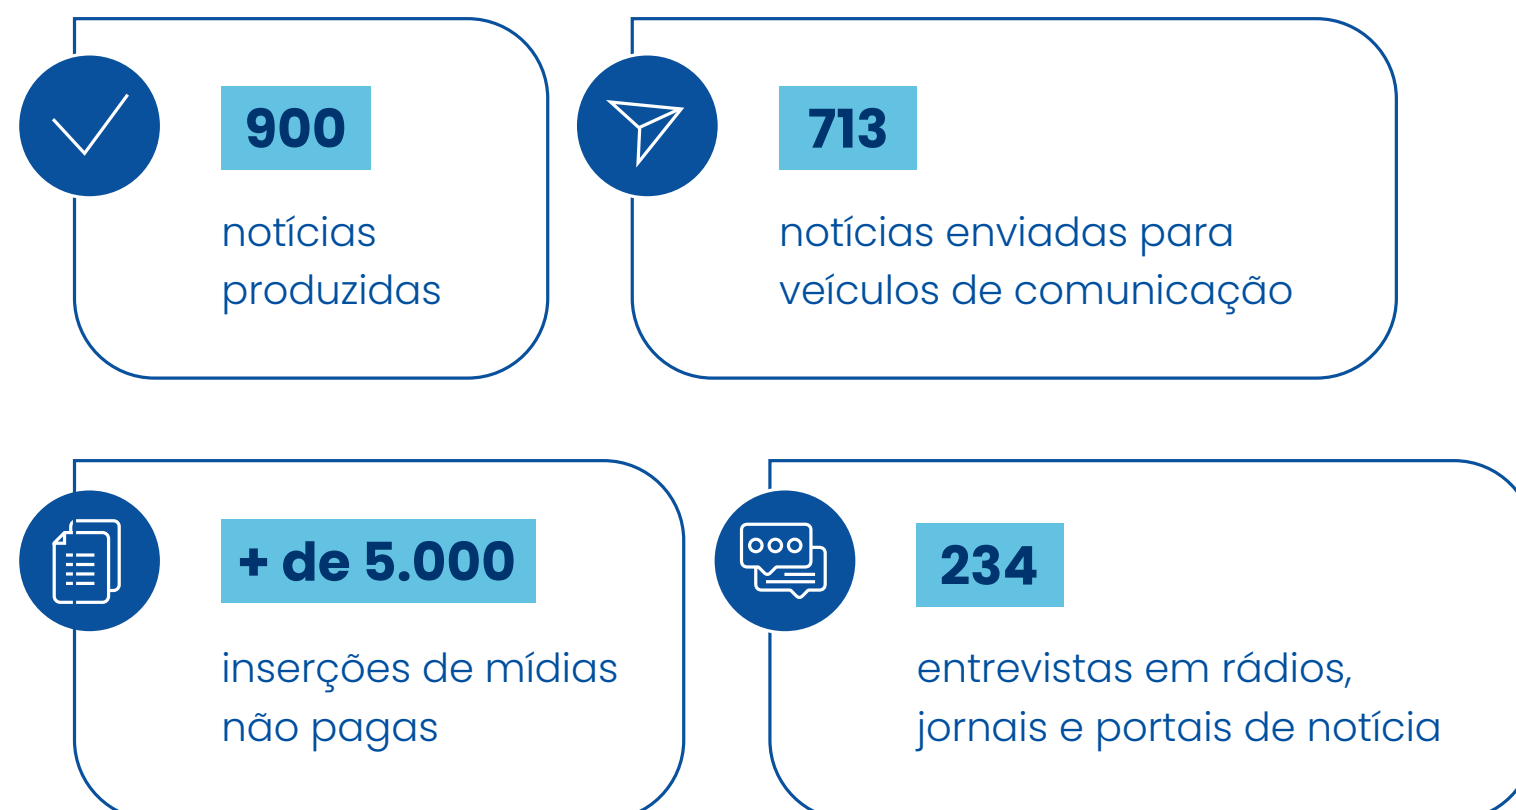 900
notícias
produzidas
713
notícias enviadas para
veículos de comunicação
+ de 5.000
inserções de mídias
não pagas
234
entrevistas em rádios,
jornais e portais de notícia